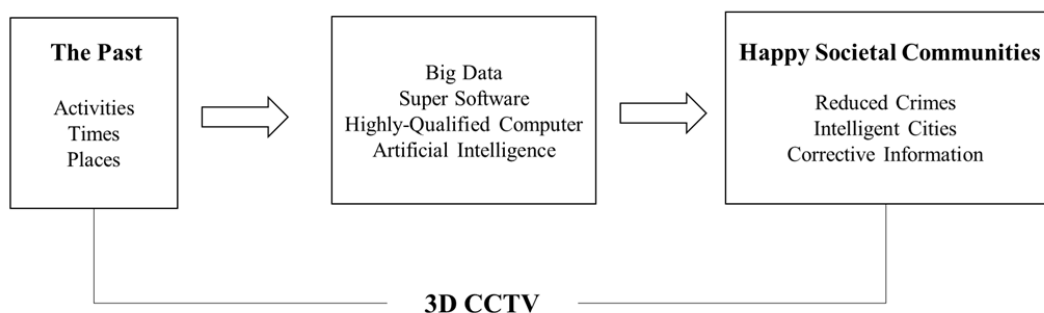 The Past
Activities
Times
Places
Big Data
Super Software
Highly-Qualified Computer
Artificial Intelligence
Happy Societal Communities
Reduced Crimes
Intelligent Cities
Corrective Information
3D CCTV